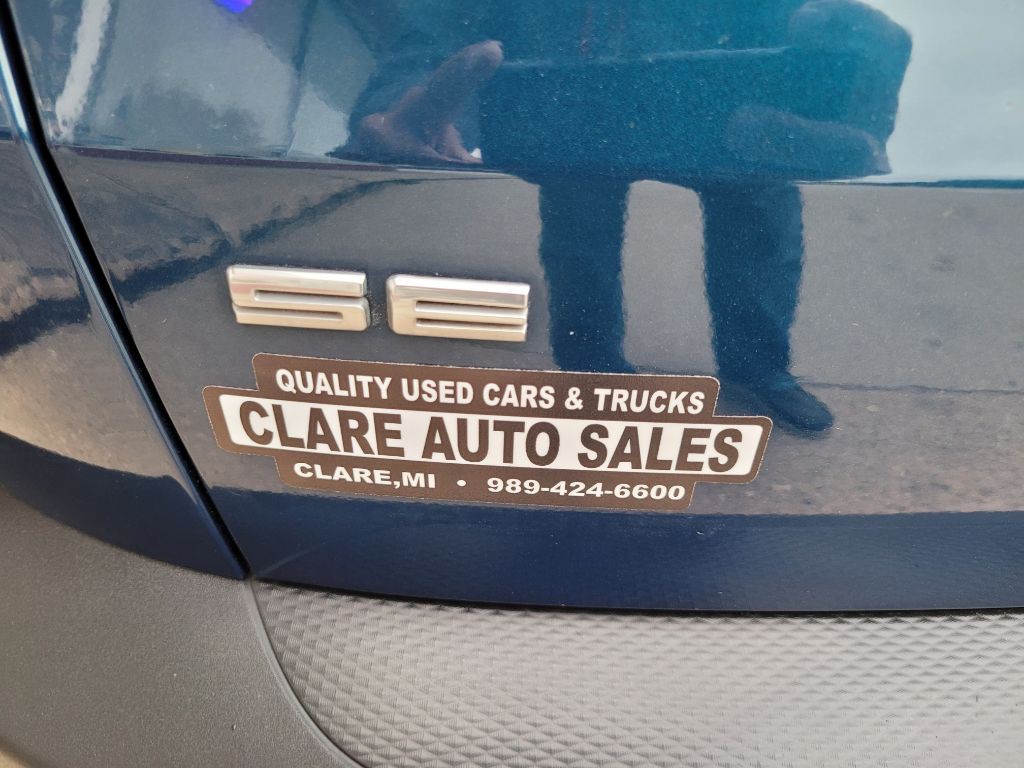 SE
QUALITY USED CARS & TRUCKS
CLARE AUTO SALES
CLARE,MI • 989-424-6600